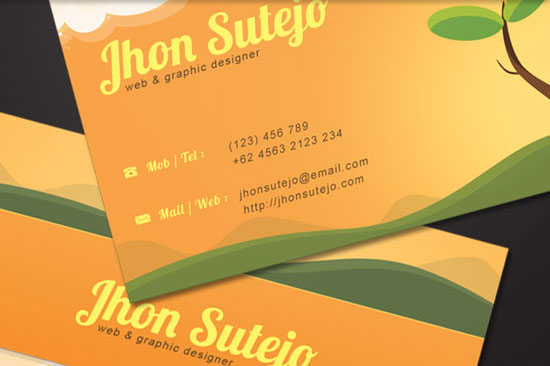 Jhon Sutejo
web & graphic designer
Mob / Tel :
(123) 456 789
+62 4563 2123 234
Mail / Web :
jhonsutejo@email.com
http://jhonsutejo.com
Jhon Sutejo
web & graphic designer